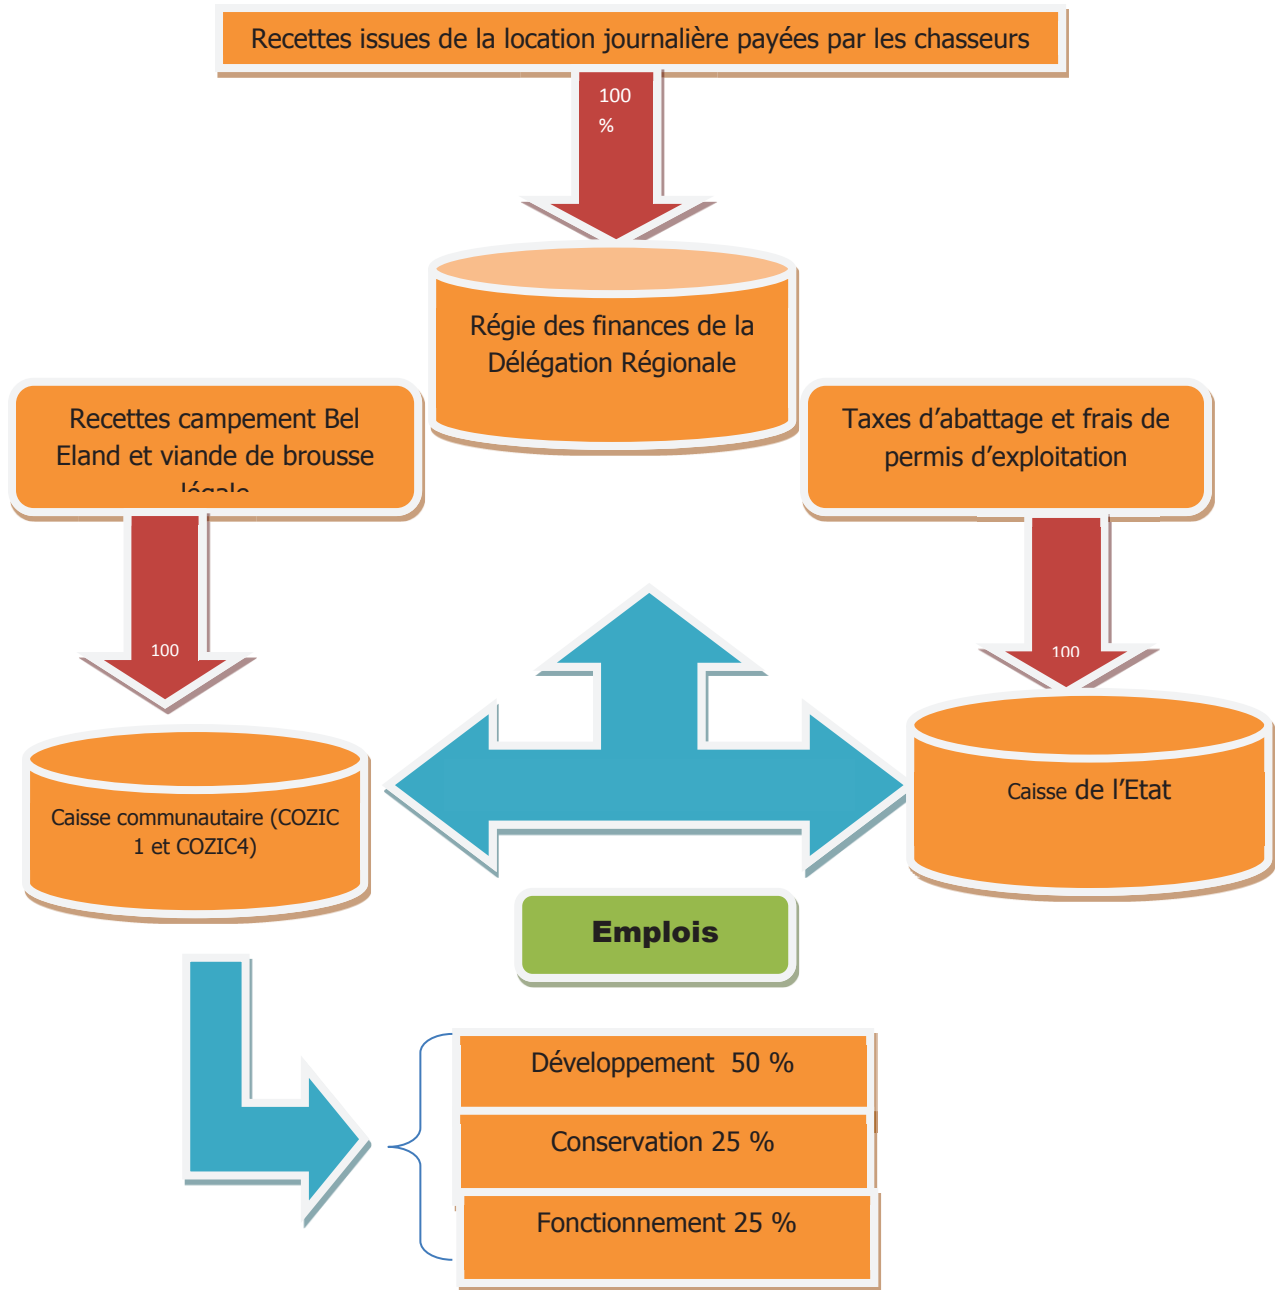 Recettes issues de la location journalière payées par les chasseurs
100
%
Régie des finances de la
Délégation Régionale
Recettes campement Bel
Eland et viande de brousse
légale
Taxes d’abattage et frais de
permis d’exploitation
100
100
Caisse communautaire (COZIC
1 et COZIC4)
Caisse de l’Etat
Emplois
Développement 50 %
Conservation 25 %
Fonctionnement 25 %